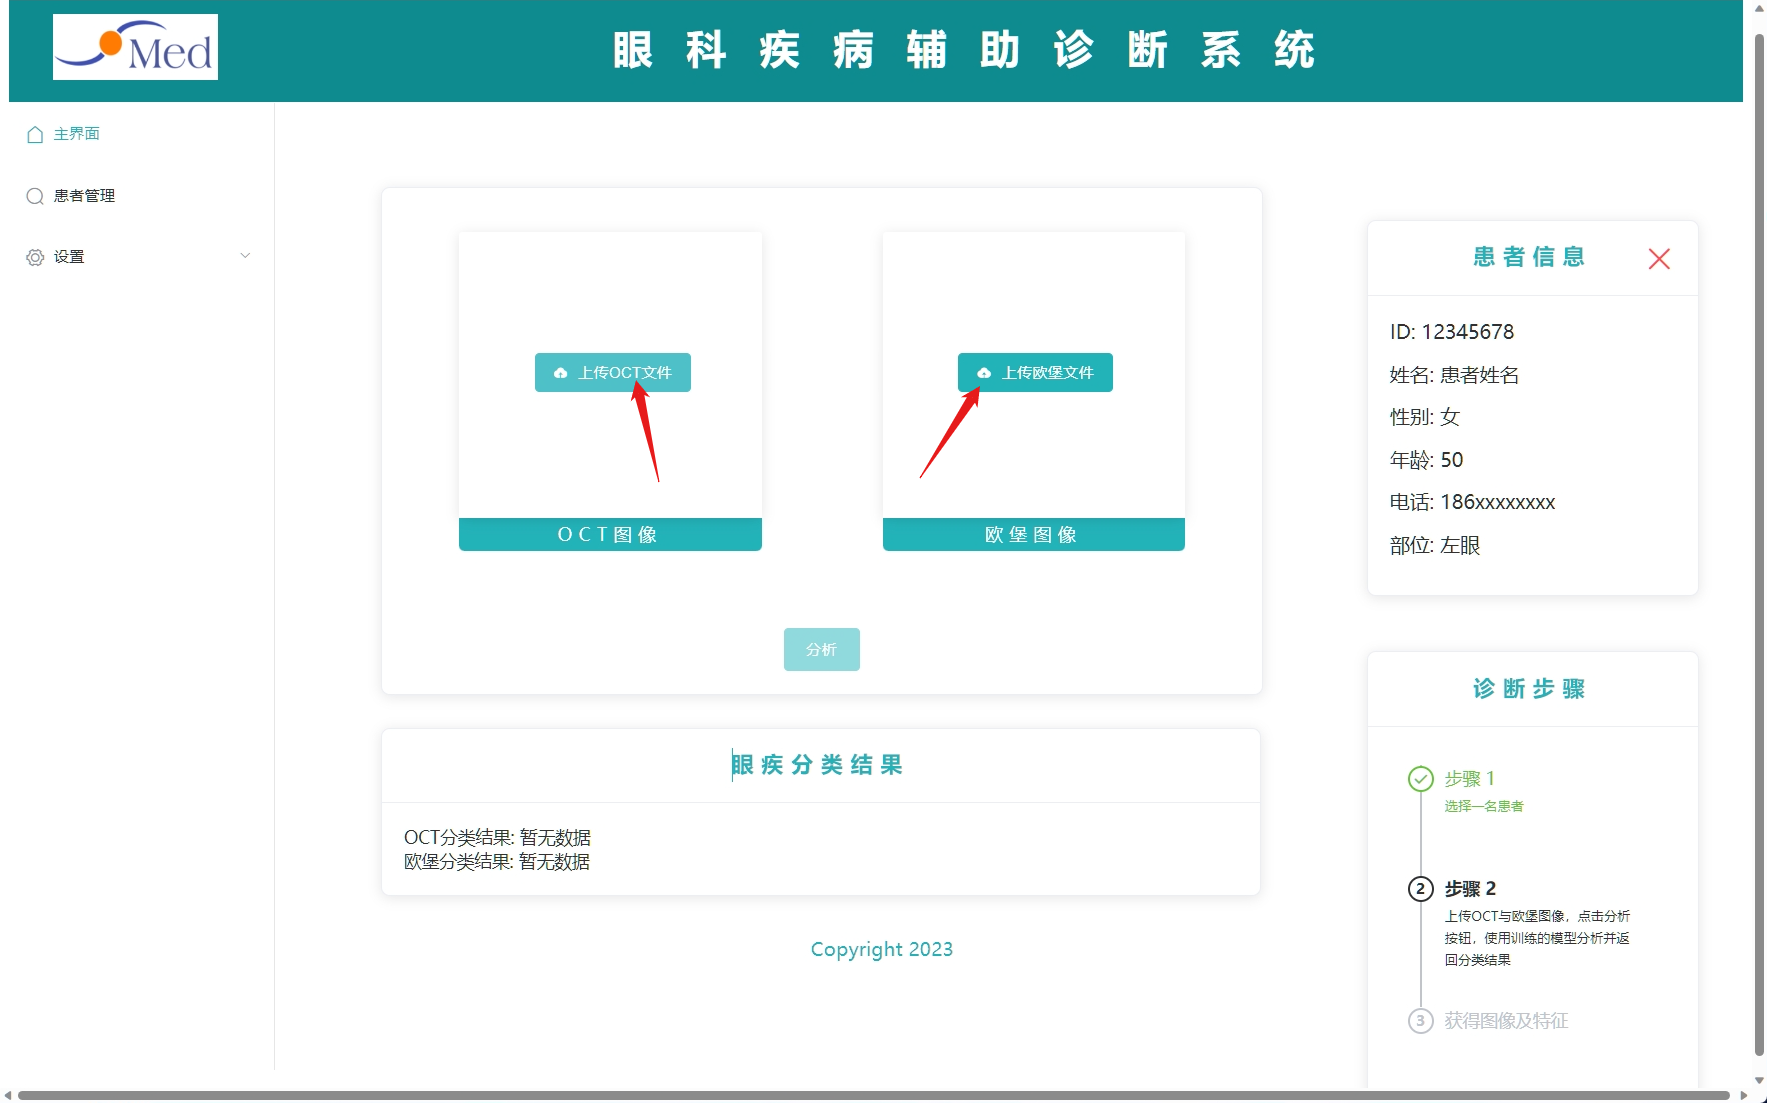 Med
眼科疾病辅助诊断系统
主界面
患者管理
设置
上传OCT文件
上传欧堡文件
OCT图像
欧堡图像
分析
眼疾分类结果
OCT分类结果: 暂无数据
欧堡分类结果: 暂无数据
Copyright 2023
患者信息
ID: 12345678
姓名: 患者姓名
性别: 女
年龄: 50
电话: 186xxxxxxxx
部位: 左眼
诊断步骤
步骤 1
选择一名患者
2 步骤 2
上传OCT与欧堡图像，点击分析
按钮，使用训练的模型分析并返
回分类结果
3 获得图像及特征